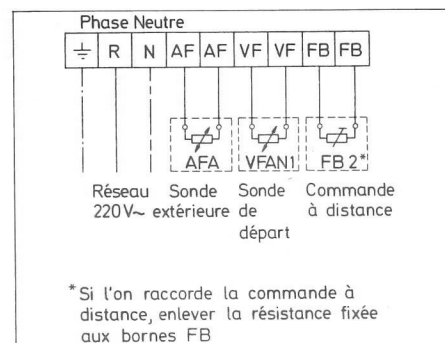 Phase Neutre
R N AF AF VF VF FB FB
AFA VFAN1 FB 2*
Réseau Sonde Sonde Commande
220V~ extérieure de à distance
départ
*Si l'on raccorde la commande à
distance, enlever la résistance fixée
aux bornes FB